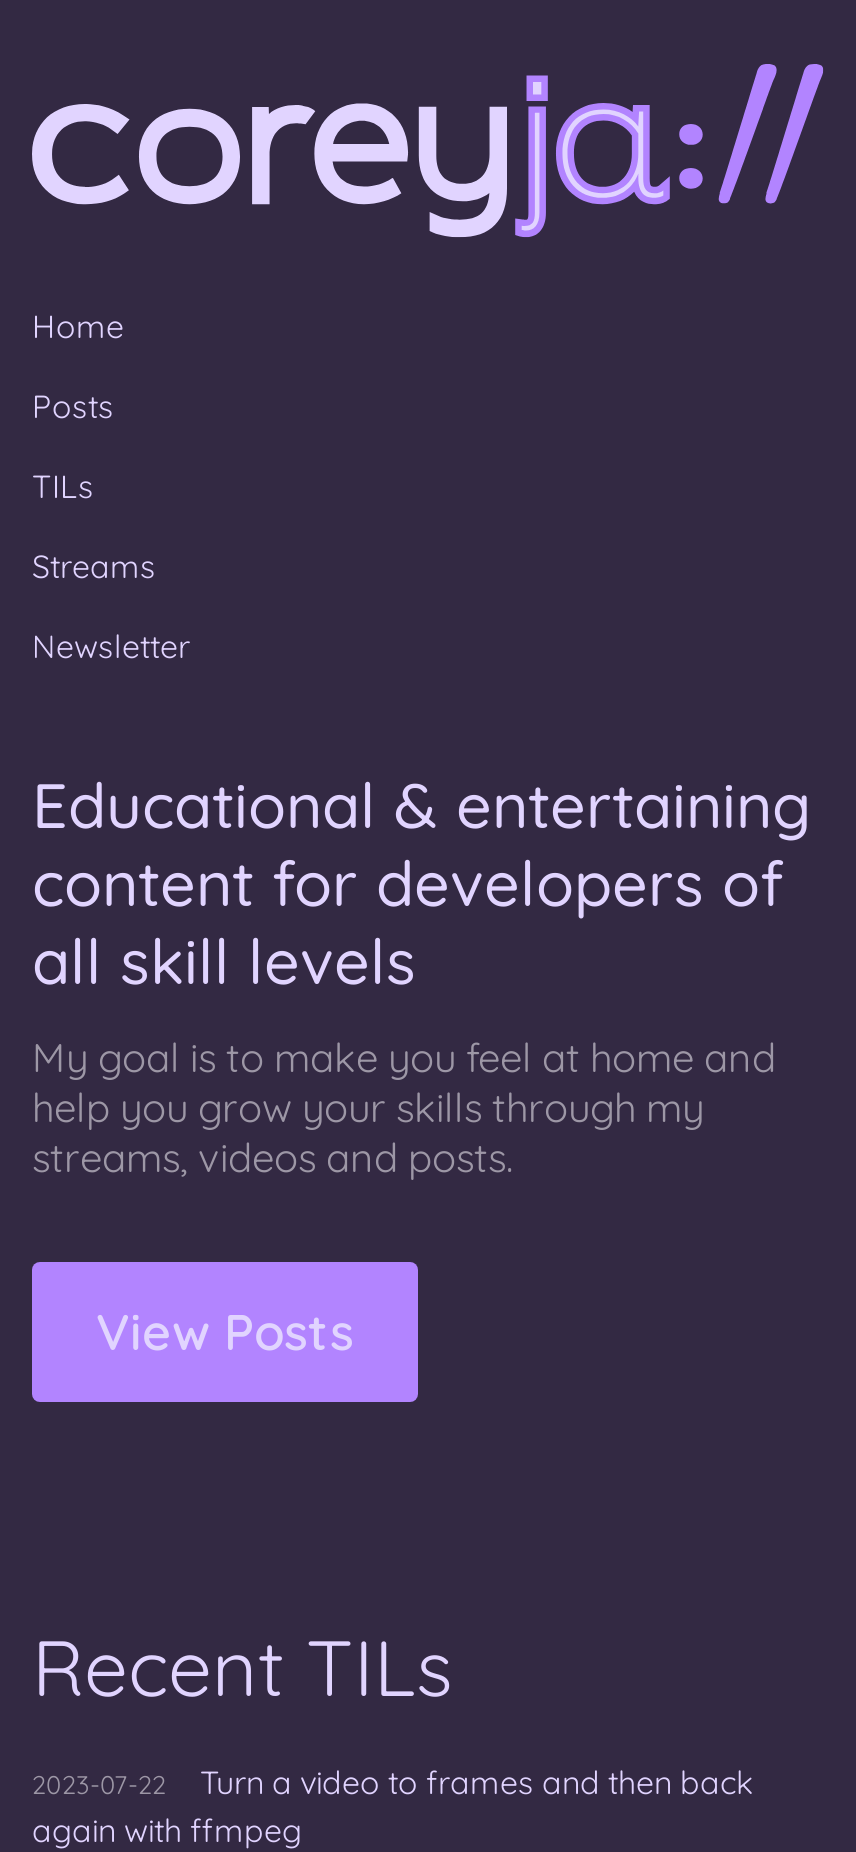 coreyja://
Home
Posts
TILs
Streams
Newsletter
Educational & entertaining
content for developers of
all skill levels
My goal is to make you feel at home and
help you grow your skills through my
streams, videos and posts.
View Posts
Recent TILs
2023-07-22 Turn a video to frames and then back
again with ffmpeg